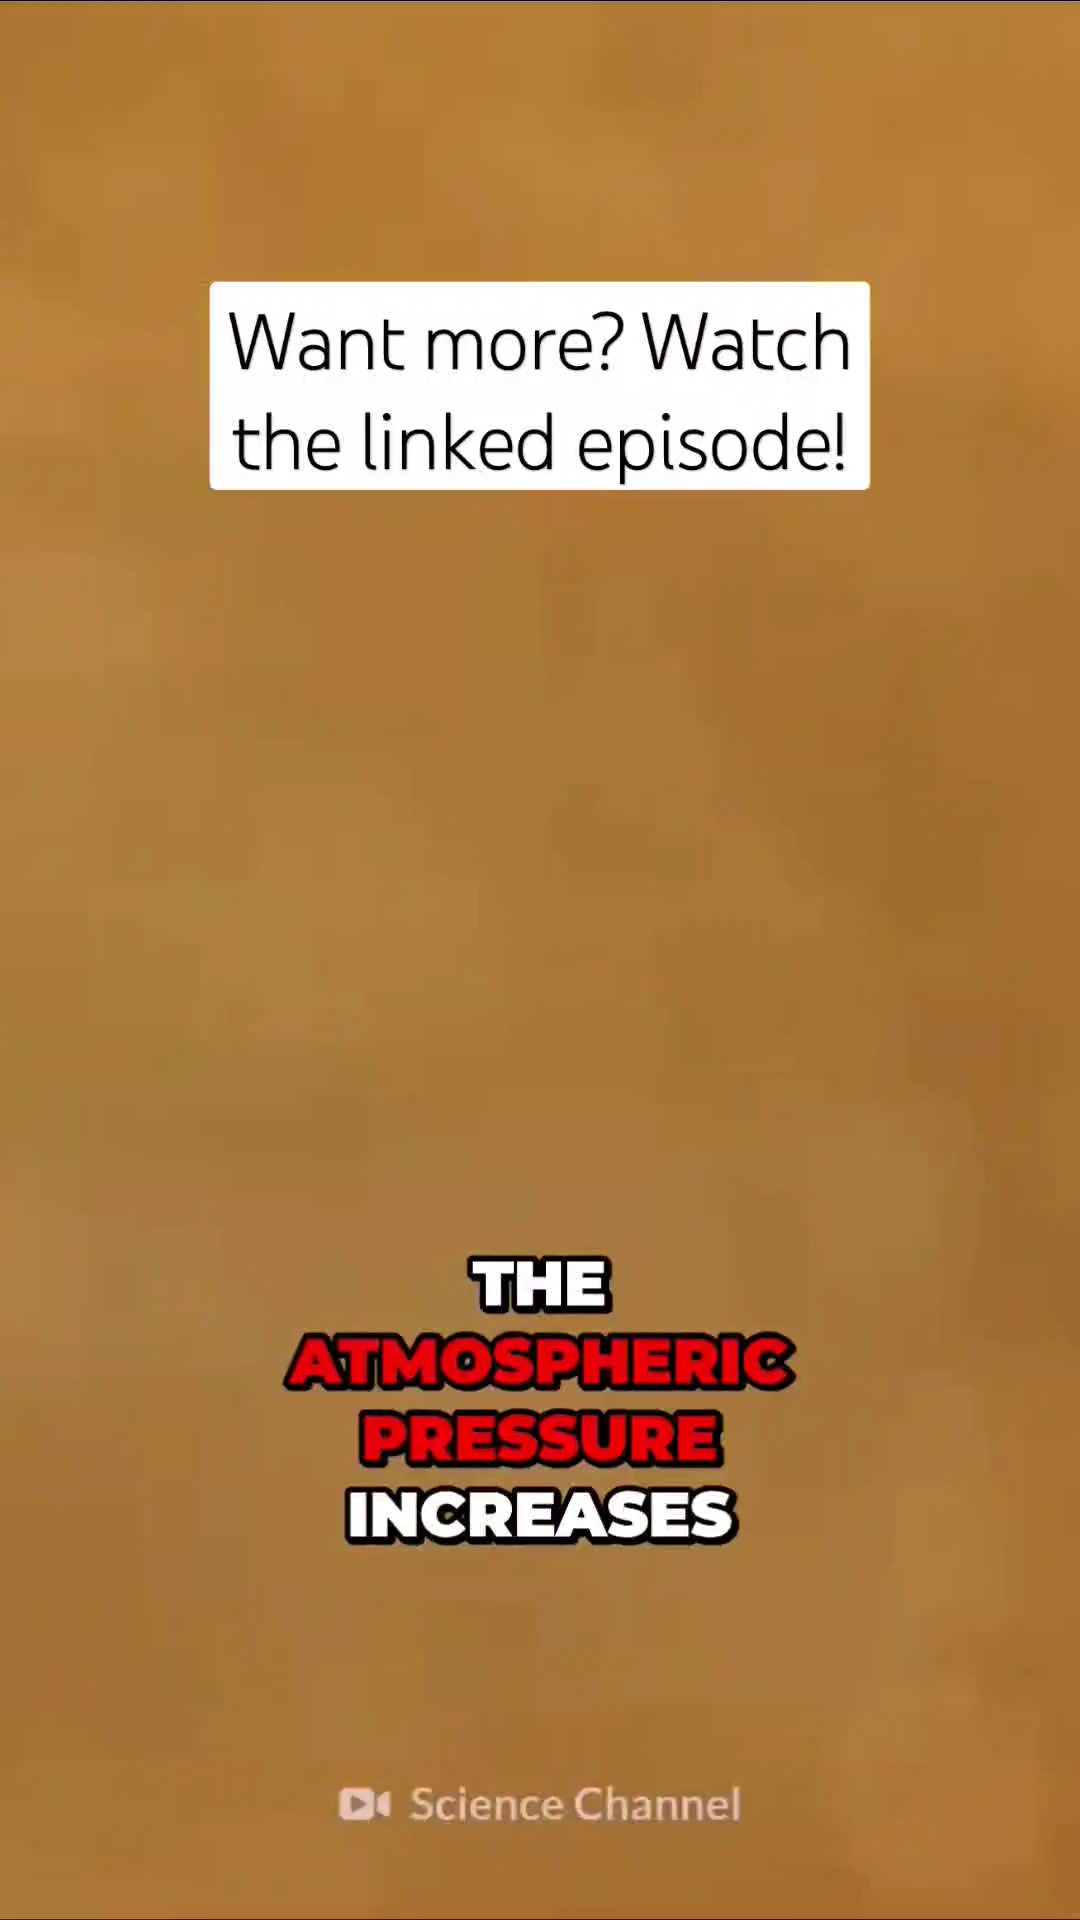 Want more? Watch
the linked episode!
THE
ATMOSPHERIC
PRESSURE
INCREASES
Science Channel